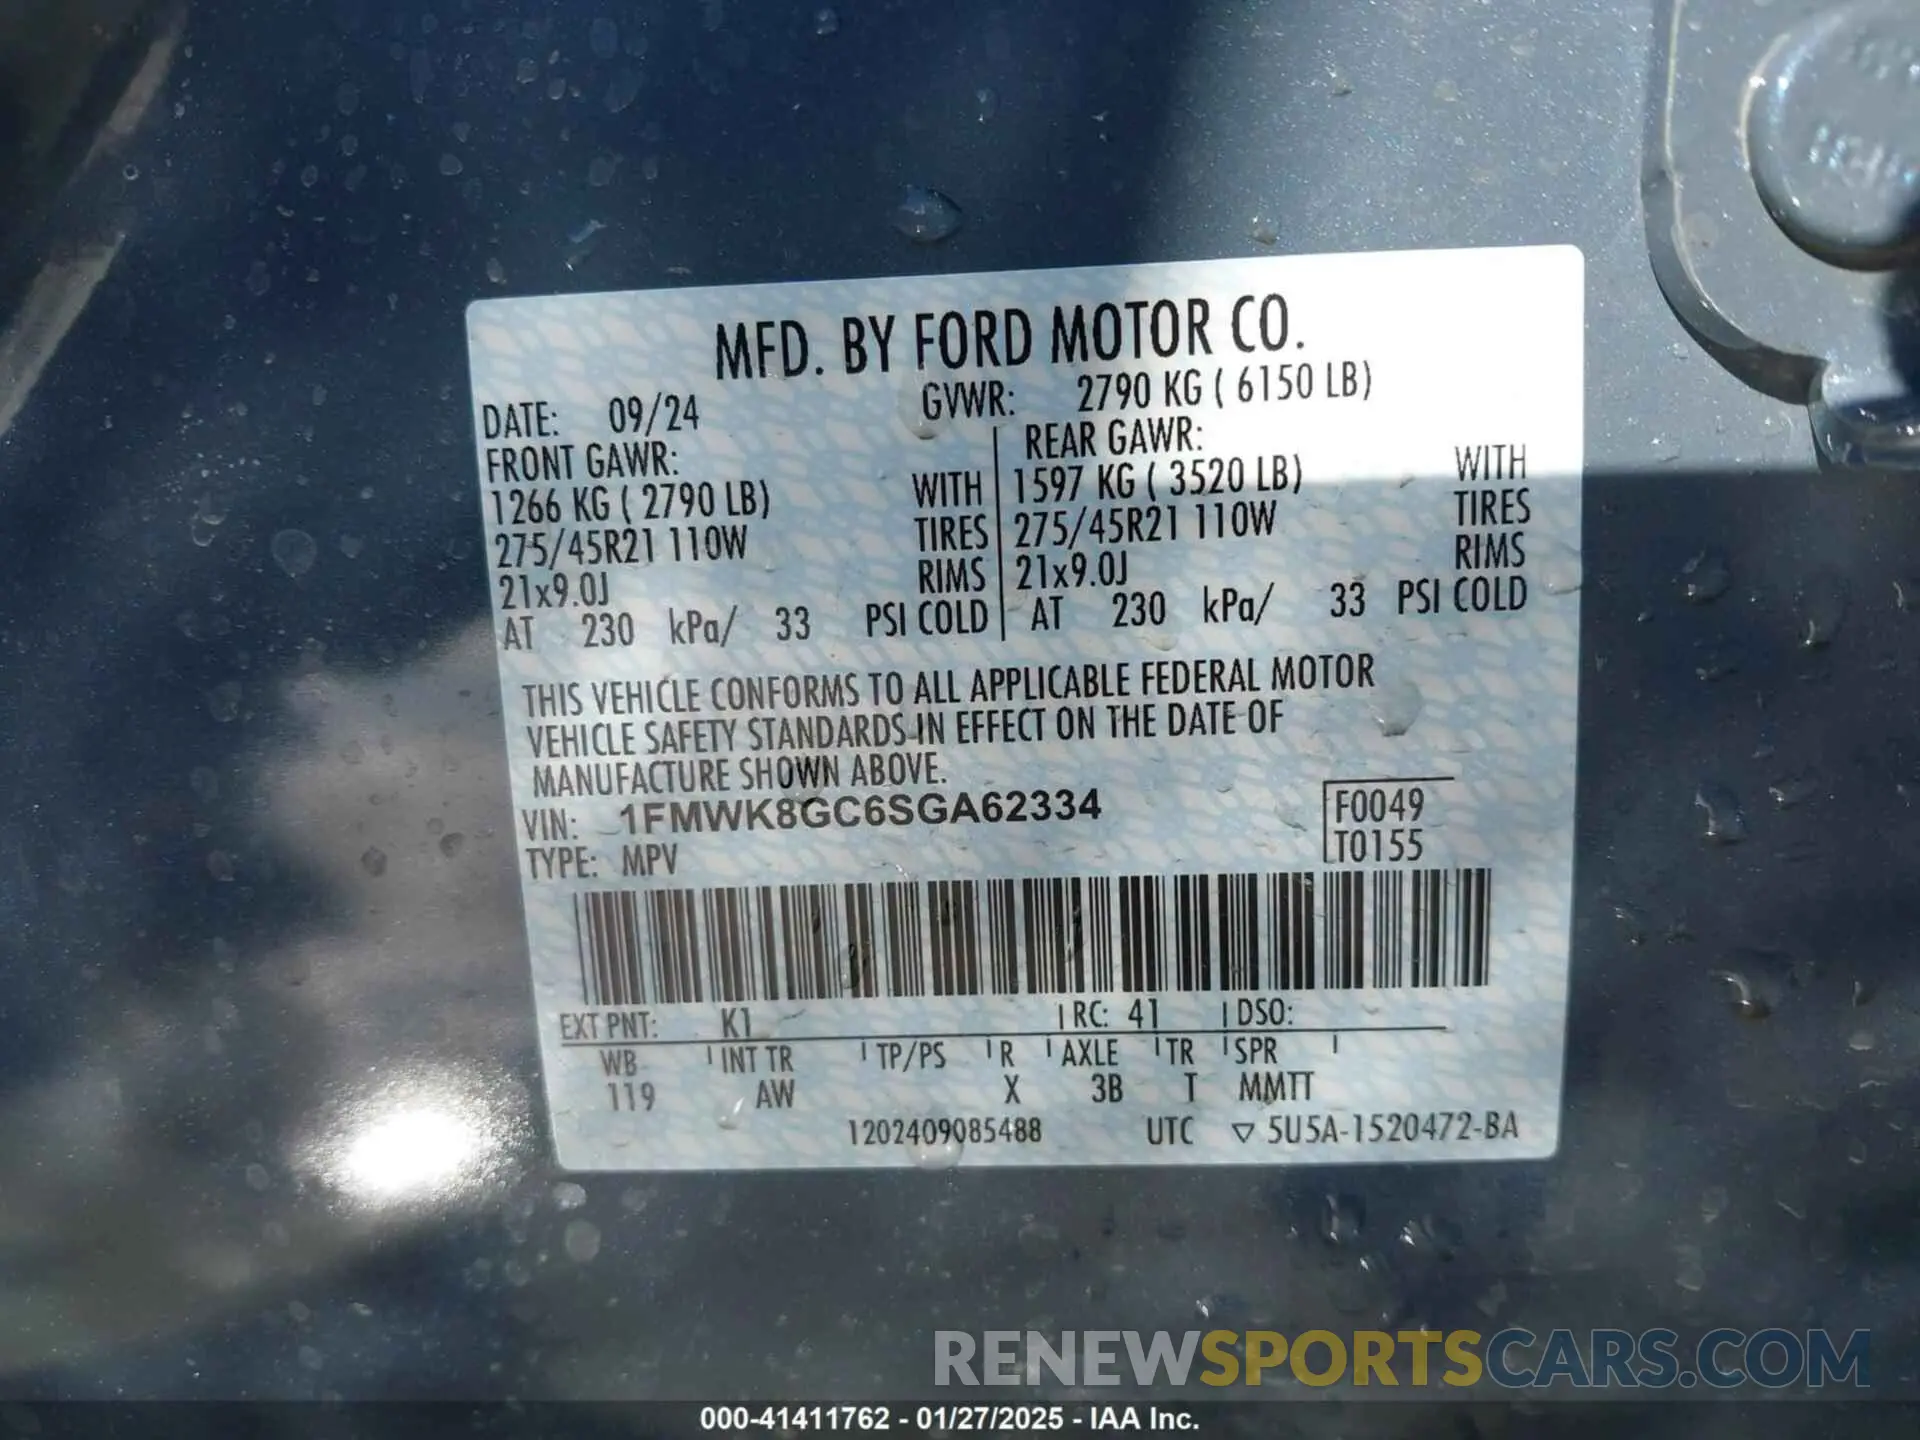 MFD. BY FORD MOTOR CO.
DATE: 09/24 GVWR: 2790 KG ( 6150 LB)
FRONT GAWR: REAR GAWR:
1266 KG ( 2790 LB) WITH 1597 KG ( 3520 LB) WITH
275/45R21 110W TIRES 275/45R21 110W TIRES
21x9.0J RIMS 21x9.0J RIMS
AT 230 kPa/ 33 PSI COLD AT 230 kPa/ 33 PSI COLD
THIS VEHICLE CONFORMS TO ALL APPLICABLE FEDERAL MOTOR
VEHICLE SAFETY STANDARDS IN EFFECT ON THE DATE OF
MANUFACTURE SHOWN ABOVE.
VIN: 1FMWK8GC6SGA62334 F0049
TYPE: MPV T0155
EXT PNT: K1 RC: 41 DSO:
WB INT TR TP/PS R AXLE TR SPR
119 AW X 3B T MMTT
1202409085488 UTC ▽ 5U5A-1520472-BA
RENEWSPORTSCARS.COM
000-41411762 - 01/27/2025 - IAA Inc.